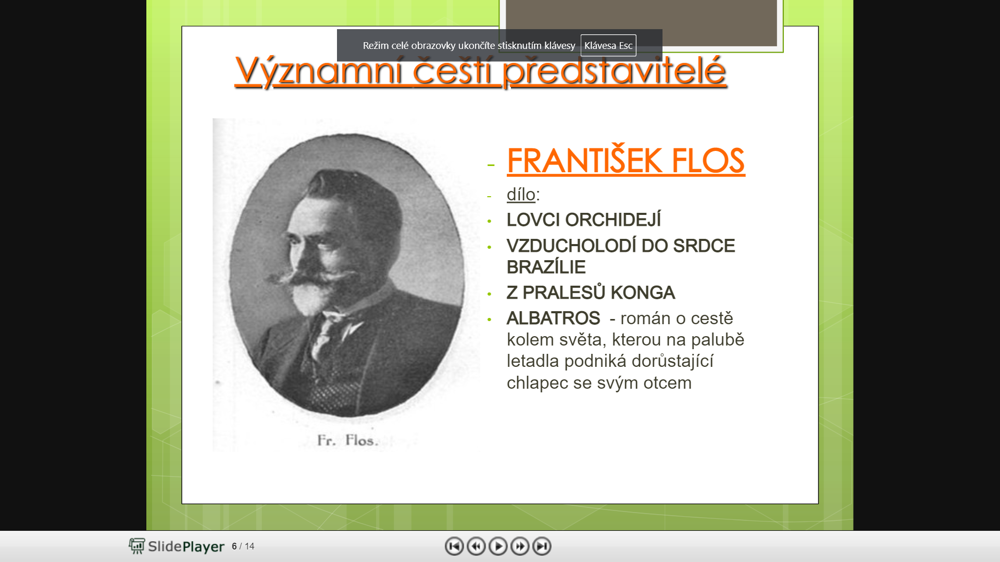 Režim celé obrazovky ukončíte stisknutím klávesy Klávesa Esc
Významní čeští představitelé
- FRANTIŠEK FLOS
- dílo:
• LOVCI ORCHIDEJÍ
• VZDUCHOLODÍ DO SRDCE
BRAZÍLIE
• Z PRALESŮ KONGA
• ALBATROS - román o cestě
kolem světa, kterou na palubě
letadla podniká dorůstající
chlapec se svým otcem
Fr. Flos.
SlidePlayer 6 / 14